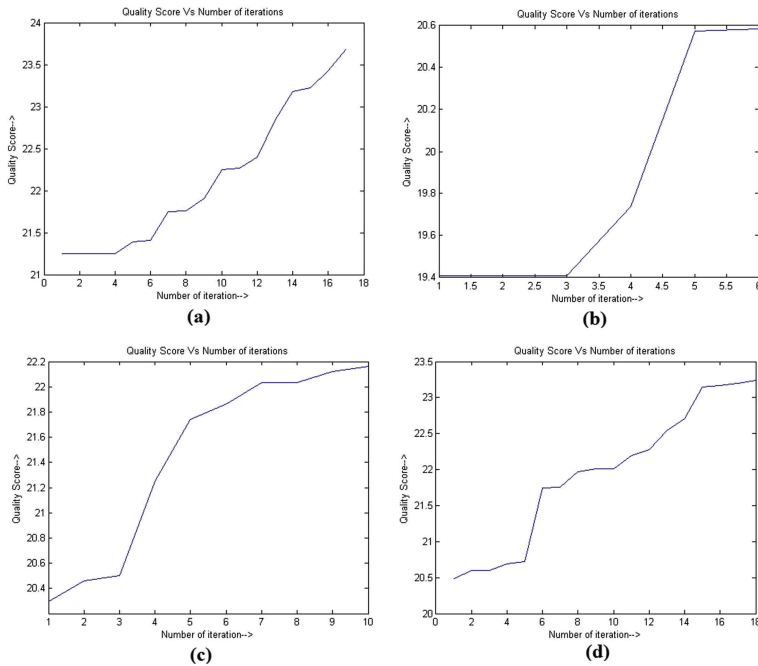 Quality Score Vs Number of iterations
24
23.5
23
22.5
22
21.5
21
Quality Score-->
0 2 4 6 8 10 12 14 16 18
Number of iteration-->
(a)
Quality Score Vs Number of iterations
20.6
20.4
20.2
20
19.8
19.6
19.4
Quality Score-->
1 1.5 2 2.5 3 3.5 4 4.5 5 5.5 6
Number of iteration-->
(b)
Quality Score Vs Number of iterations
22.2
22
21.8
21.6
21.4
21.2
21
20.8
20.6
20.4
Quality Score-->
1 2 3 4 5 6 7 8 9 10
Number of iteration-->
(c)
Quality Score Vs Number of iterations
23.5
23
22.5
22
21.5
21
20.5
20
Quality Score-->
0 2 4 6 8 10 12 14 16 18
Number of iteration-->
(d)